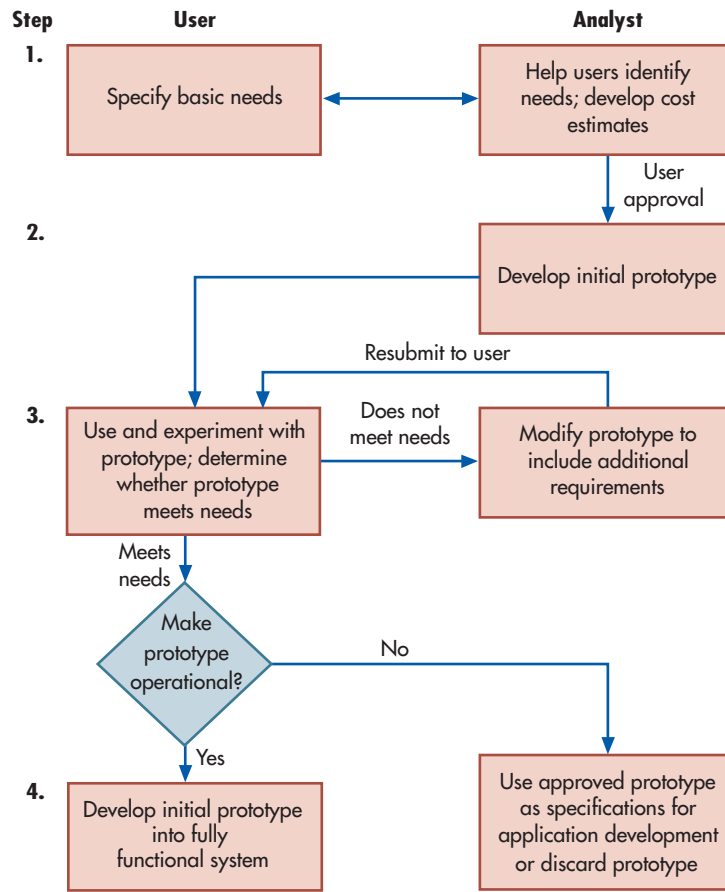 Step User Analyst
1.
Specify basic needs
Help users identify
needs; develop cost
estimates
User
approval
2.
Develop initial prototype
Resubmit to user
3.
Use and experiment with
prototype; determine
whether prototype
meets needs
Does not
meet needs
Modify prototype to
include additional
requirements
Meets
needs
Make
prototype
operational?
No
Yes
4.
Develop initial prototype
into fully
functional system
Use approved prototype
as specifications for
application development
or discard prototype